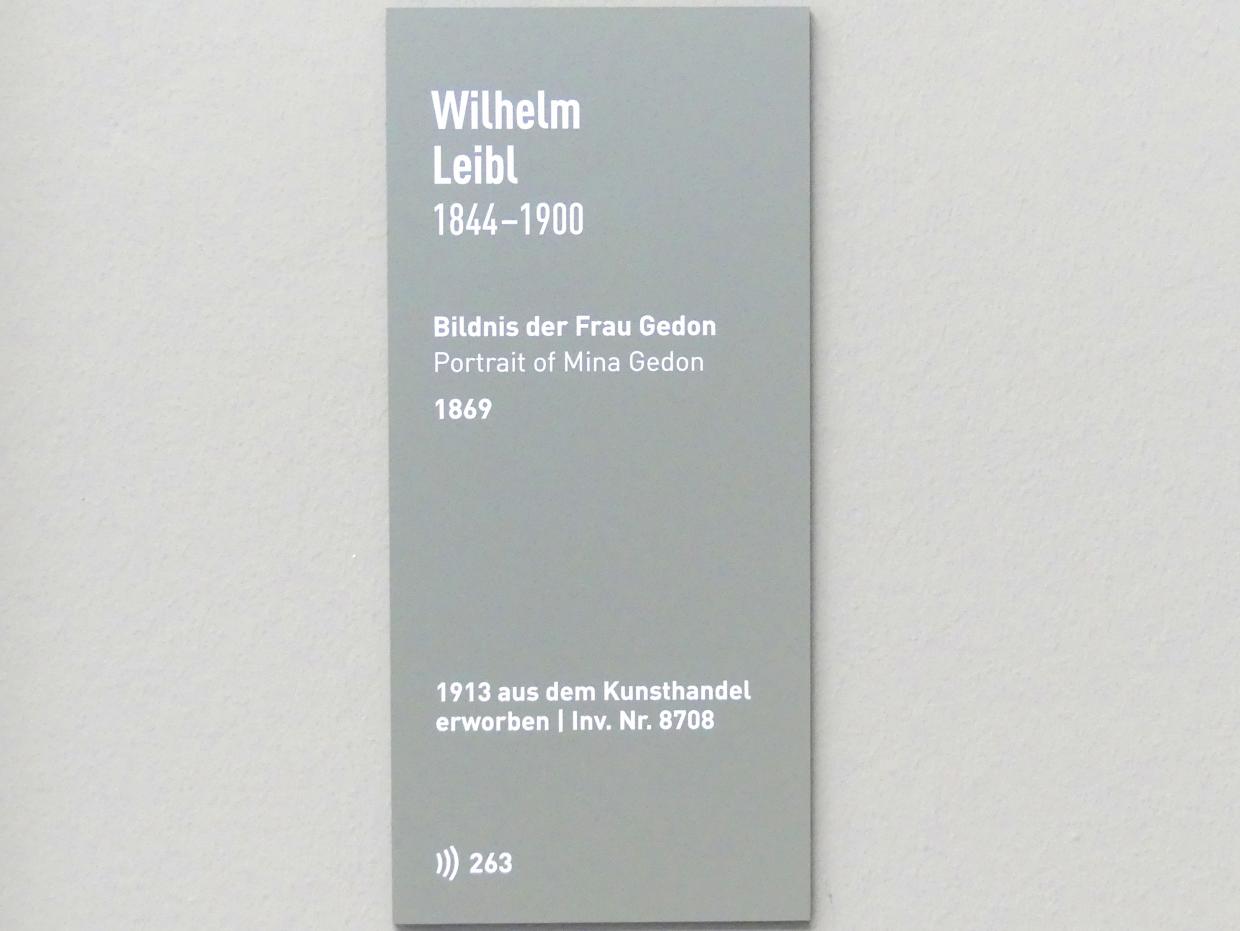 Wilhelm
Leibl
1844–1900
Bildnis der Frau Gedon
Portrait of Mina Gedon
1869
1913 aus dem Kunsthandel
erworben | Inv. Nr. 8708
263